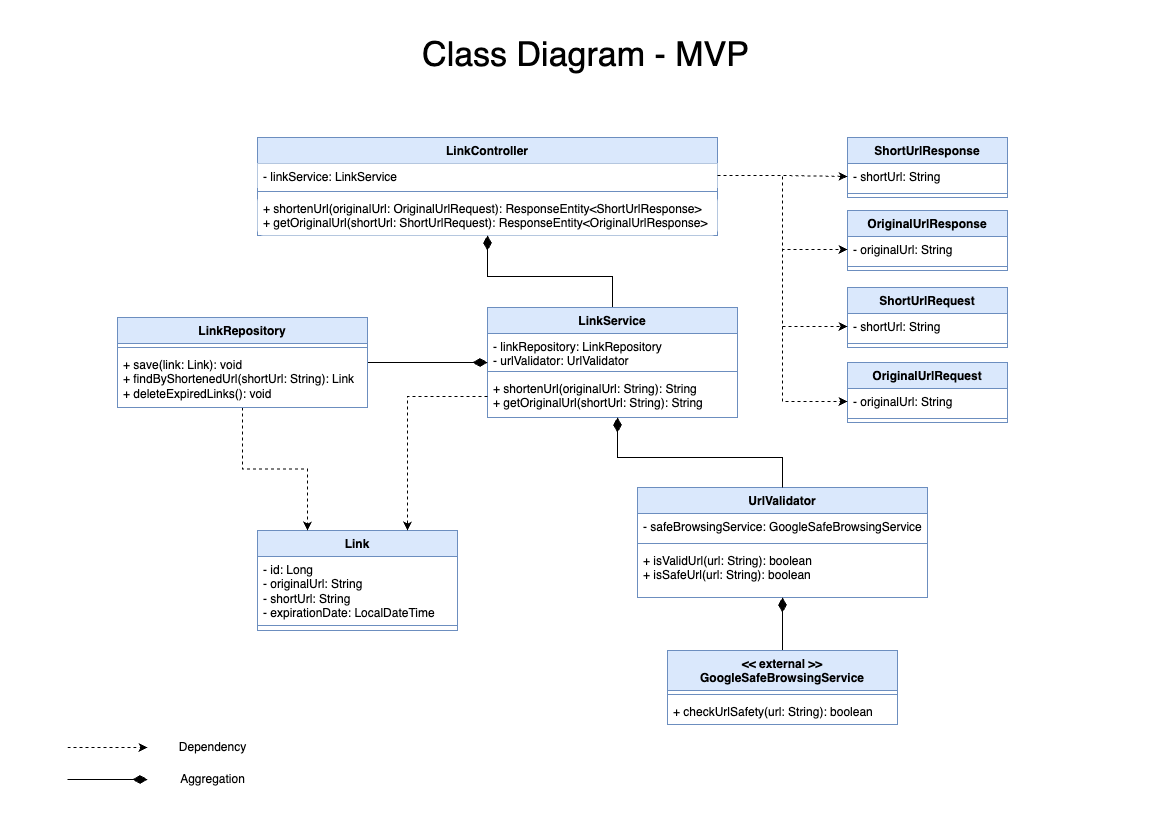 Class Diagram - MVP
LinkController
- linkService: LinkService
+ shortenUrl(originalUrl: OriginalUrlRequest): ResponseEntity<ShortUrlResponse>
+ getOriginalUrl(shortUrl: ShortUrlRequest): ResponseEntity<OriginalUrlResponse>
ShortUrlResponse
- shortUrl: String
OriginalUrlResponse
- originalUrl: String
ShortUrlRequest
- shortUrl: String
OriginalUrlRequest
- originalUrl: String
LinkRepository
+ save(link: Link): void
+ findByShortenedUrl(shortUrl: String): Link
+ deleteExpiredLinks(): void
LinkService
- linkRepository: LinkRepository
- urlValidator: UrlValidator
+ shortenUrl(originalUrl: String): String
+ getOriginalUrl(shortUrl: String): String
Link
- id: Long
- originalUrl: String
- shortUrl: String
- expirationDate: LocalDateTime
UrlValidator
- safeBrowsingService: GoogleSafeBrowsingService
+ isValidUrl(url: String): boolean
+ isSafeUrl(url: String): boolean
<< external >>
GoogleSafeBrowsingService
+ checkUrlSafety(url: String): boolean
Dependency
Aggregation